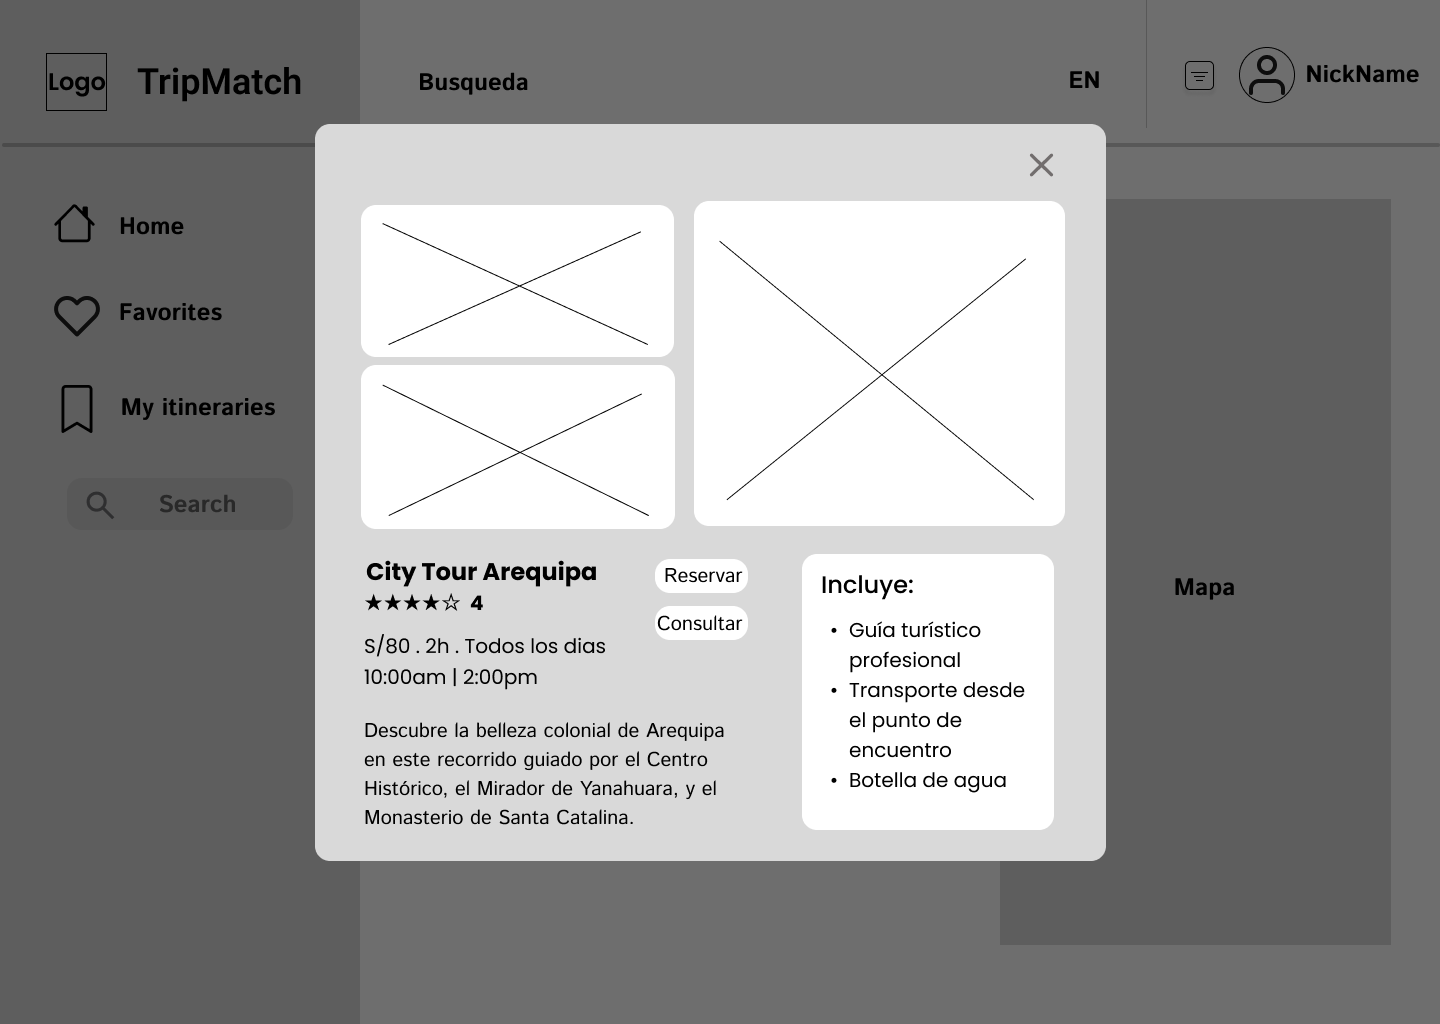 Logo
TripMatch
Busqueda
EN
NickName
Home
Favorites
My itineraries
Search
Mapa
City Tour Arequipa
★★★★☆ 4
S/80 . 2h . Todos los dias
10:00am | 2:00pm
Descubre la belleza colonial de Arequipa
en este recorrido guiado por el Centro
Histórico, el Mirador de Yanahuara, y el
Monasterio de Santa Catalina.
Reservar
Consultar
Incluye:
• Guía turístico
profesional
• Transporte desde
el punto de
encuentro
• Botella de agua